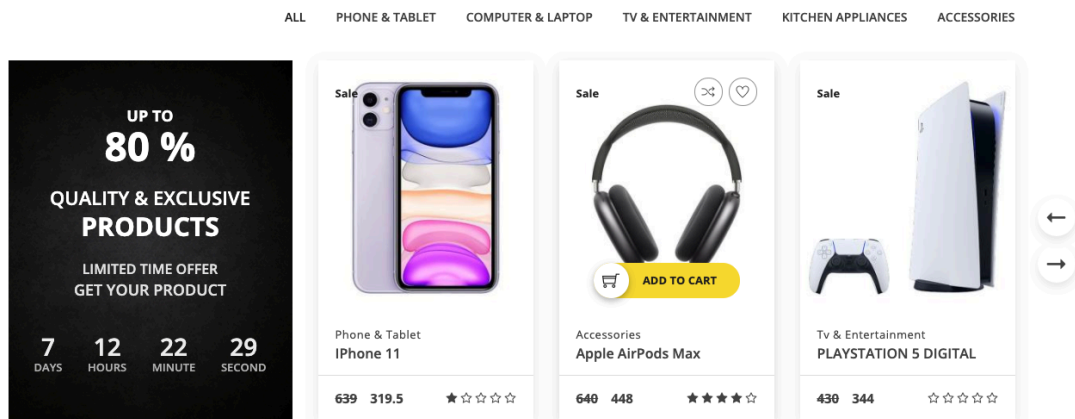 ALL PHONE & TABLET COMPUTER & LAPTOP TV & ENTERTAINMENT KITCHEN APPLIANCES ACCESSORIES
UP TO
80 %
QUALITY & EXCLUSIVE
PRODUCTS
LIMITED TIME OFFER
GET YOUR PRODUCT
7 12 22 29
DAYS HOURS MINUTE SECOND
Sale
Phone & Tablet
IPhone 11
639 319.5
Sale
ADD TO CART
Accessories
Apple AirPods Max
640 448
Sale
Tv & Entertainment
PLAYSTATION 5 DIGITAL
430 344